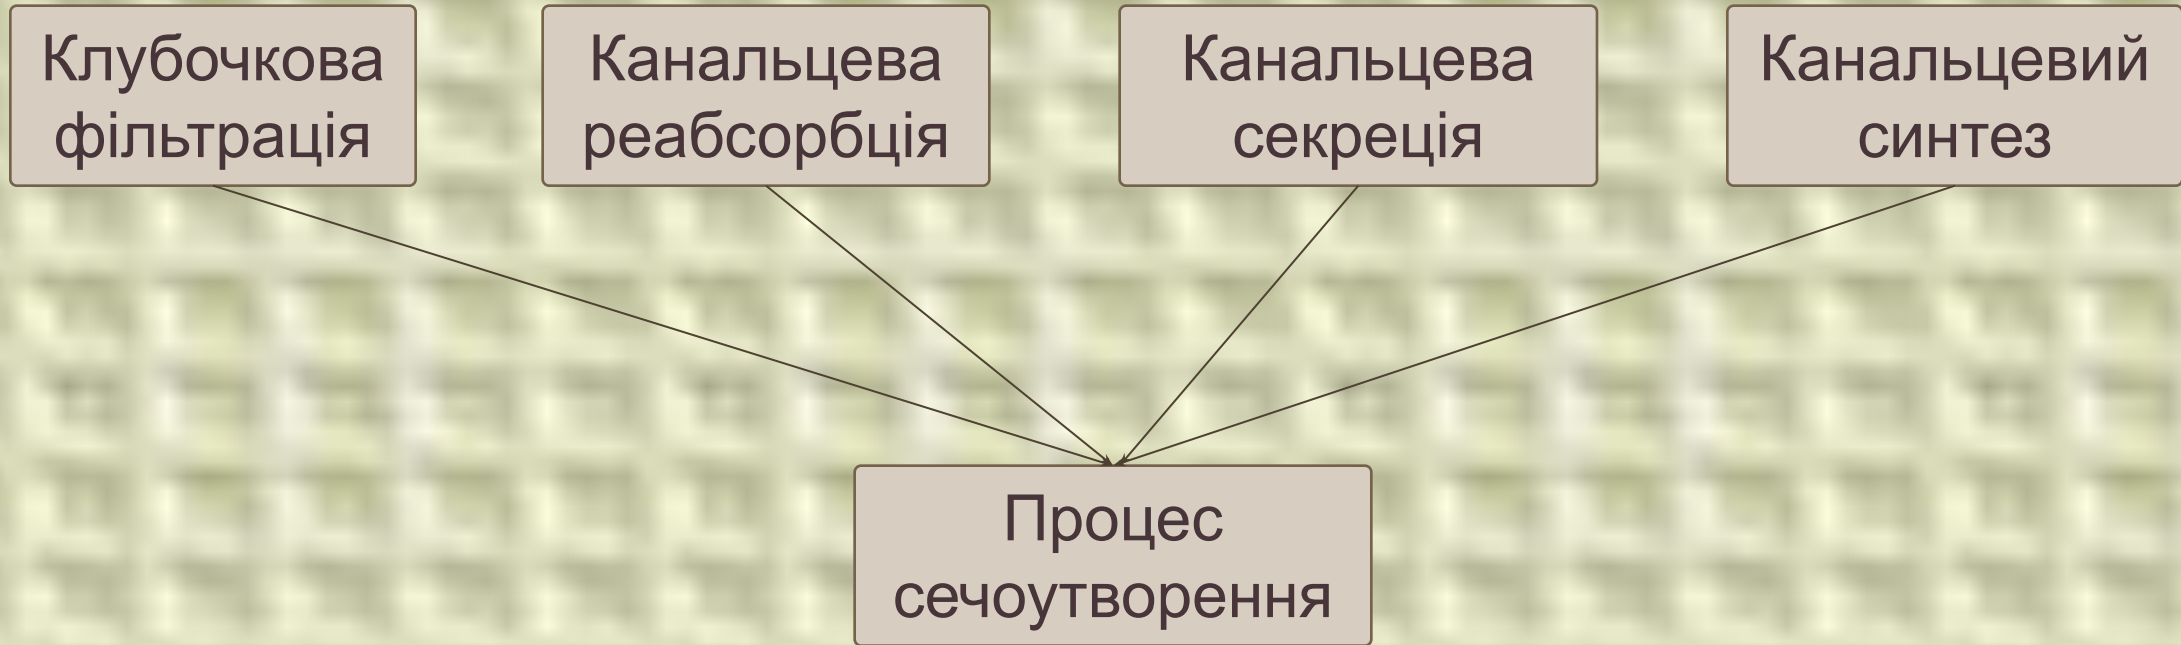 Клубочкова
фільтрація
Канальцева
реабсорбція
Канальцева
секреція
Канальцевий
синтез
Процес
сечоутворення